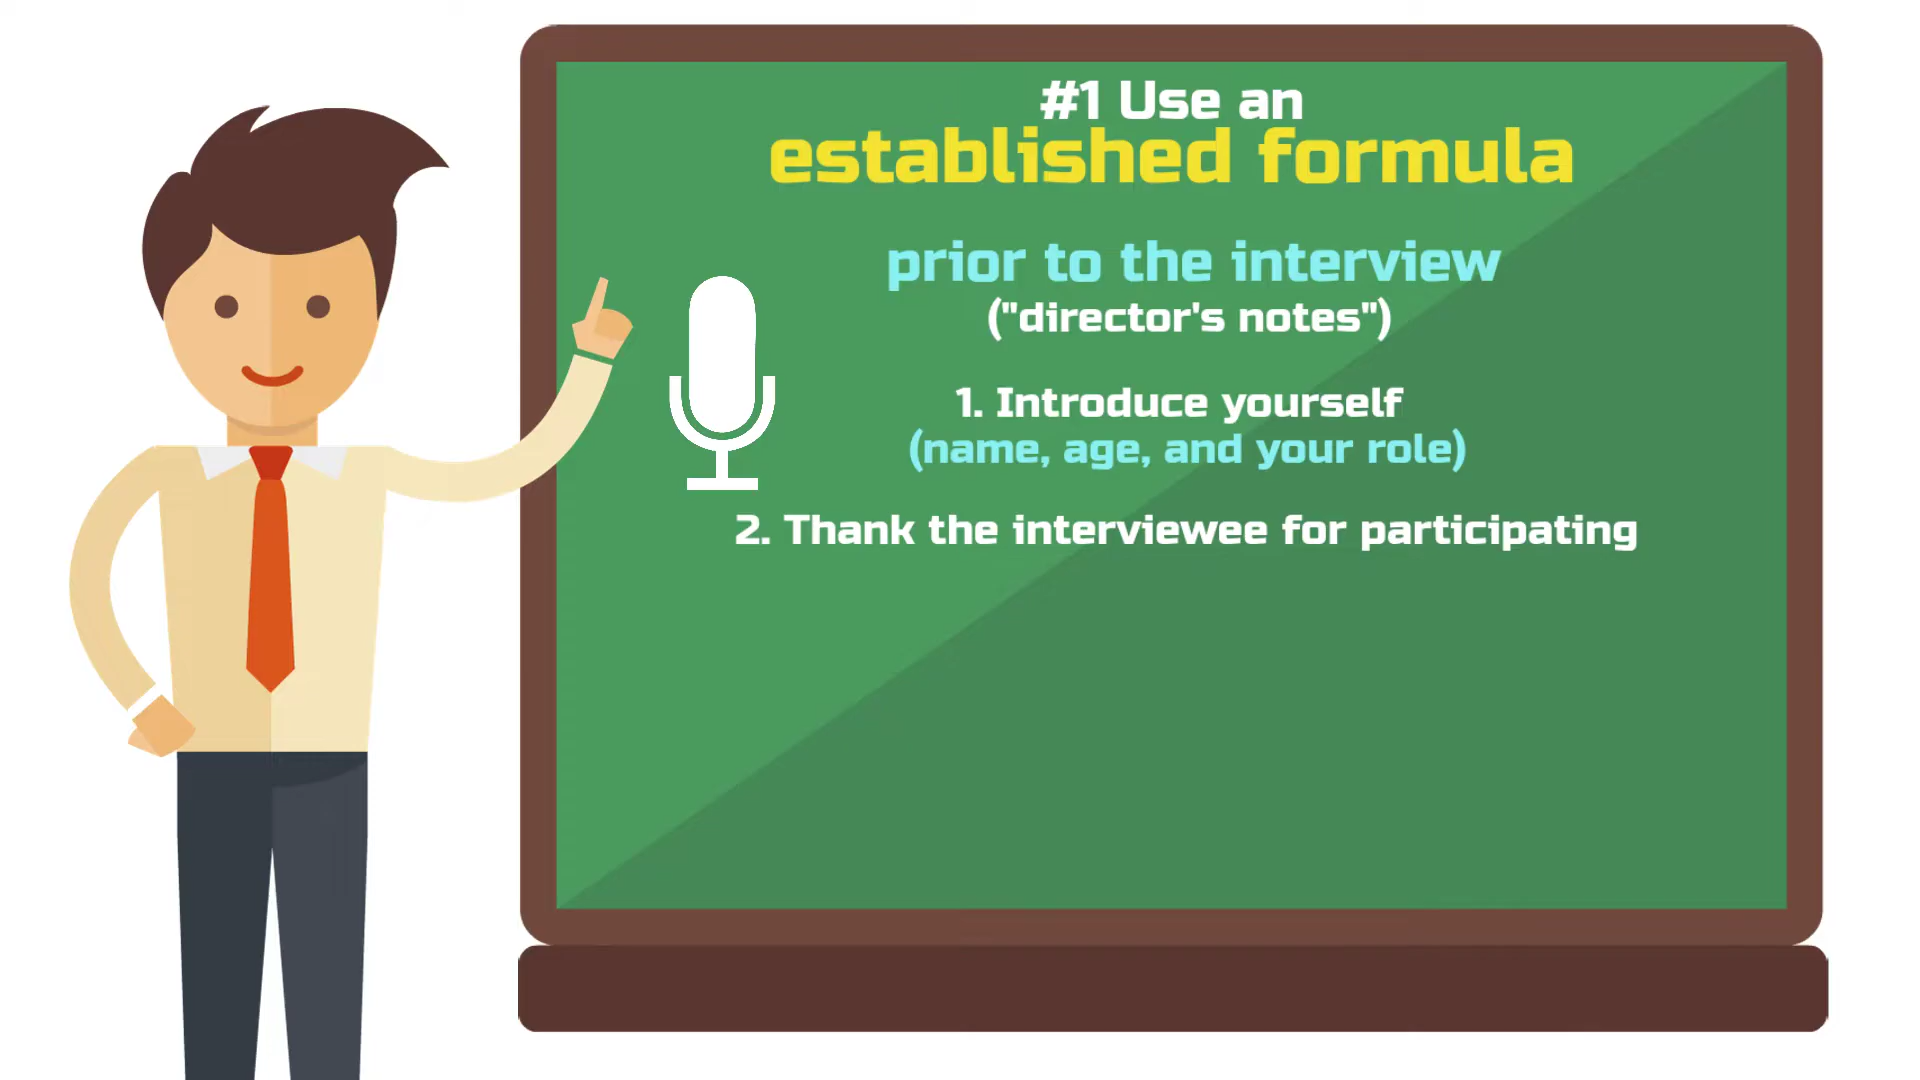 #1 Use an
established formula
prior to the interview
("director's notes")
1. Introduce yourself
(name, age, and your role)
2. Thank the interviewee for participating